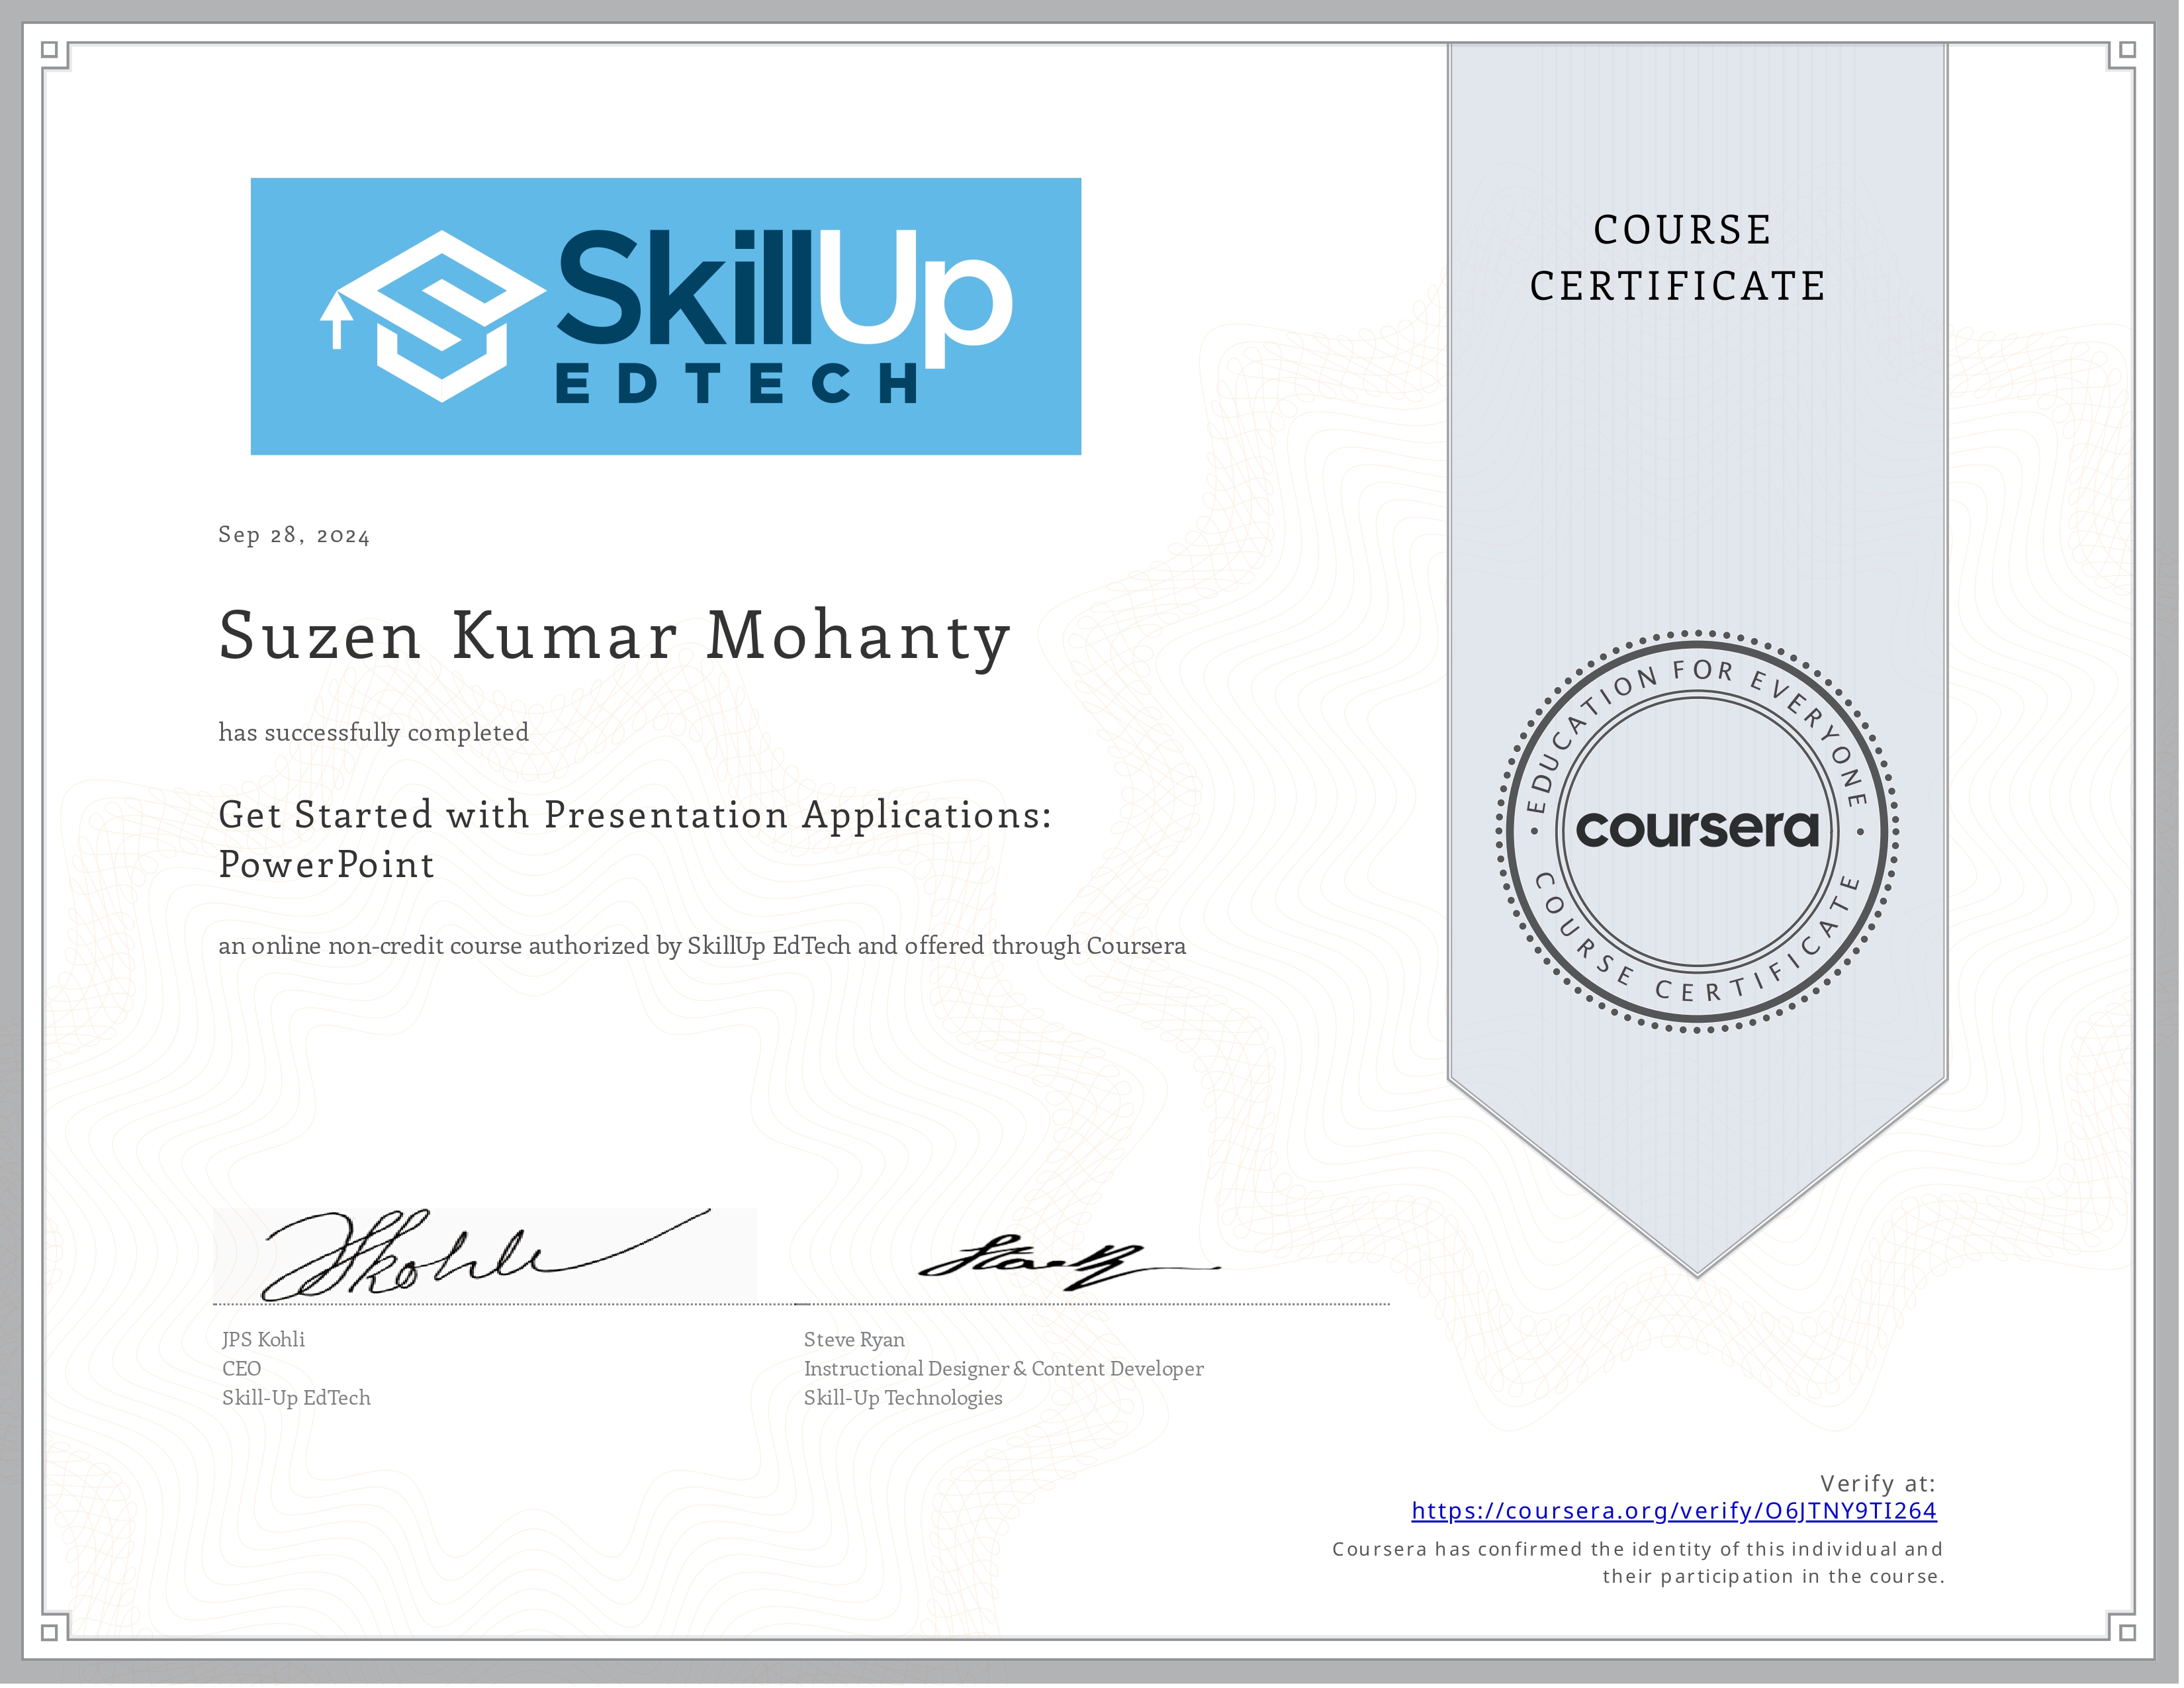 SkillUp
EDTECH
COURSE
CERTIFICATE
Sep 28, 2024
Suzen Kumar Mohanty
has successfully completed
Get Started with Presentation Applications:
PowerPoint
an online non-credit course authorized by SkillUp EdTech and offered through Coursera
EDUCATION FOR EVERYONE
coursera
COURSE CERTIFICATE
JPS Kohli
CEO
Skill-Up EdTech
Steve Ryan
Instructional Designer & Content Developer
Skill-Up Technologies
Verify at:
https://coursera.org/verify/O6JTNY9TI264
Coursera has confirmed the identity of this individual and
their participation in the course.